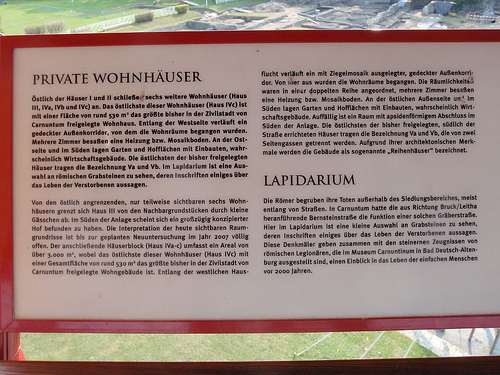 PRIVATE WOHNHÄUSER
Östlich der Häuser I und II schließen sechs weitere Wohnhäuser (Haus
III, IVa, IVb und IVc) an. Das östlichste dieser Wohnhäuser (Haus IVc) ist
mit einer Fläche von rund 530 m² das größte bisher in der Zivilstadt von
Carnuntum freigelegte Wohnhaus. Entlang der Westseite verläuft ein
gedeckter Außenkorridor, von dem die Wohnräume begangen wurden.
Mehrere Zimmer besaßen eine Heizung bzw. Mosaikboden. An der Ost-
seite und im Süden lagen Garten und Hofflächen mit Einbauten, wahr-
scheinlich Wirtschaftsgebäude. Die östlichsten der bisher freigelegten
Häuser tragen die Bezeichnung Va und Vb. Im Lapidarium ist eine Aus-
wahl an römischen Grabsteinen zu sehen, deren Inschriften einiges über
das Leben der Verstorbenen aussagen.
Von den östlich angrenzenden, nur teilweise sichtbaren sechs Wohn-
häusern grenzt sich Haus III von den Nachbargrundstücken durch kleine
Gässchen ab. Im Süden der Anlage scheint sich ein großzügig konzipierter
Hof befunden zu haben. Die Interpretation der heute sichtbaren Raum-
grundrisse ist bis zur geplanten Neuuntersuchung im Jahr 2007 völlig
offen. Der anschließende Häuserblock (Haus IVa-c) umfasst ein Areal von
über 3.000 m², wobei das östlichste dieser Wohnhäuser (Haus IVc) mit
einer Gesamtfläche von rund 530 m² das größte bisher in der Zivilstadt von
Carnuntum freigelegte Wohngebäude ist. Entlang der westlichen Haus-
flucht verläuft ein mit Ziegelmosaik ausgelegter, gedeckter Außenkorri-
dor. Von hier aus wurden die Wohnräume begangen. Die Räumlichkeiten
waren in einer doppelten Reihe angeordnet, mehrere Zimmer besaßen
eine Heizung bzw. Mosaikboden. An der östlichen Außenseite und im
Süden lagen Garten und Hofflächen mit Einbauten, wahrscheinlich Wirt-
schaftsgebäude. Auffällig ist ein Raum mit apsidenförmigem Abschluss im
Süden der Anlage. Die östlichsten der bisher freigelegten, südlich der
Straße errichteten Häuser tragen die Bezeichnung Va und Vb, die von zwei
Seitengassen getrennt werden. Aufgrund ihrer architektonischen Merk-
male werden die Gebäude als sogenannte „Reihenhäuser" bezeichnet.
LAPIDARIUM
Die Römer begruben ihre Toten außerhalb des Siedlungsbereiches, meist
entlang von Straßen. In Carnuntum hatte die aus Richtung Bruck/Leitha
heranführende Bernsteinstraße die Funktion einer solchen Gräberstraße.
Hier im Lapidarium ist eine kleine Auswahl an Grabsteinen zu sehen,
deren Inschriften einiges über das Leben der Verstorbenen aussagen.
Diese Denkmäler geben zusammen mit den steinernen Zeugnissen von
römischen Legionären, die im Museum Carnuntinum in Bad Deutsch-Alten-
burg ausgestellt sind, einen Einblick in das Leben der einfachen Menschen
vor 2000 Jahren.